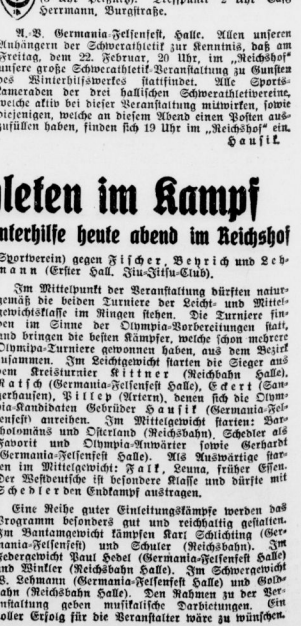 Herrmann, Burgstraße.
A.-V. Germania-Felsenfest, Halle. Allen unseren
Anhängern der Schwerathletik zur Kenntnis, daß am
Freitag, dem 22. Februar, 20 Uhr, im „Reichshof"
unsere große Schwerathletik-Veranstaltung zu Gunsten
des Winterhilfswerkes stattfindet. Alle Sports-
kameraden der drei hallischen Schwerathletikvereine,
welche aktiv bei dieser Veranstaltung mitwirken, sowie
diejenigen, welche an diesem Abend einen Posten aus-
zufüllen haben, finden sich 19 Uhr im „Reichshof" ein.
Hausik.
leten im Kampf
nterhilfe heute abend im Reichshof
(Sportverein) gegen Fischer, Beyrich und Leh-
mann (Erster Hall. Jiu-Jitsu-Club).
Im Mittelpunkt der Veranstaltung dürften natur-
gemäß die beiden Turniere der Leicht- und Mittel-
gewichtsklasse im Ringen stehen. Die Turniere fin-
den im Sinne der Olympia-Vorbereitungen statt,
und bringen die besten Kämpfer, welche schon mehrere
Olympia-Turniere gewonnen haben, aus dem Bezirk
zusammen. Im Leichtgewicht starten die Sieger aus
dem Kreisturnier Kittner (Reichsbahn Halle),
Ratsch (Germania-Felsenfest Halle), Eckert (San-
gerhausen), Pillep (Artern), denen sich die Olym-
pia-Kandidaten Gebrüder Hausik (Germania-Fel-
senfest) anreihen. Im Mittelgewicht starten: Bar-
tholomäus und Osterland (Reichsbahn), Schedler als
Favorit und Olympia-Anwärter sowie Gerhardt
(Germania-Felsenfest Halle). Als Auswärtige star-
ten im Mittelgewicht: Falk, Leuna, früher Essen.
Der Westdeutsche ist besondere Klasse und dürfte mit
Schedler den Endkampf austragen.
Eine Reihe guter Einleitungskämpfe werden das
Programm besonders gut und reichhaltig gestalten.
Im Bantamgewicht kämpfen Karl Schlichting (Ger-
mania-Felsenfest) und Schuler (Reichsbahn). Im
Federgewicht Paul Hedel (Germania-Felsenfest Halle)
und Winkler (Reichsbahn Halle). Im Schwergewicht
B. Lehmann (Germania-Felsenfest Halle) und Gold-
bahn (Reichsbahn Halle). Den Rahmen zu der Ver-
anstaltung geben musikalische Darbietungen. Ein
voller Erfolg für die Veranstalter wäre zu wünschen.